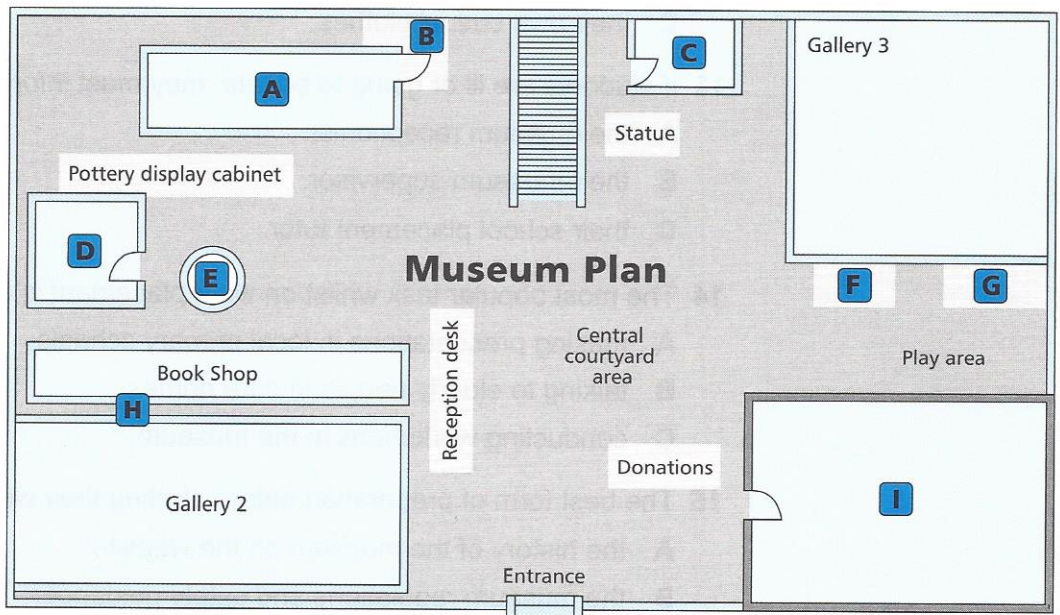 B
C
Gallery 3
A
Statue
Pottery display cabinet
D
E
Museum Plan
F
G
Reception desk
Central
courtyard
area
Play area
Book Shop
H
Donations
I
Gallery 2
Entrance